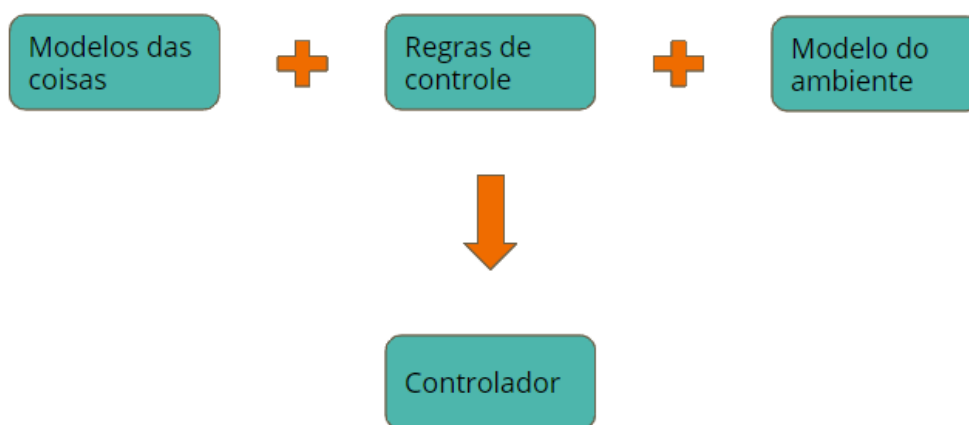 Modelos das
coisas
Regras de
controle
Modelo do
ambiente
Controlador